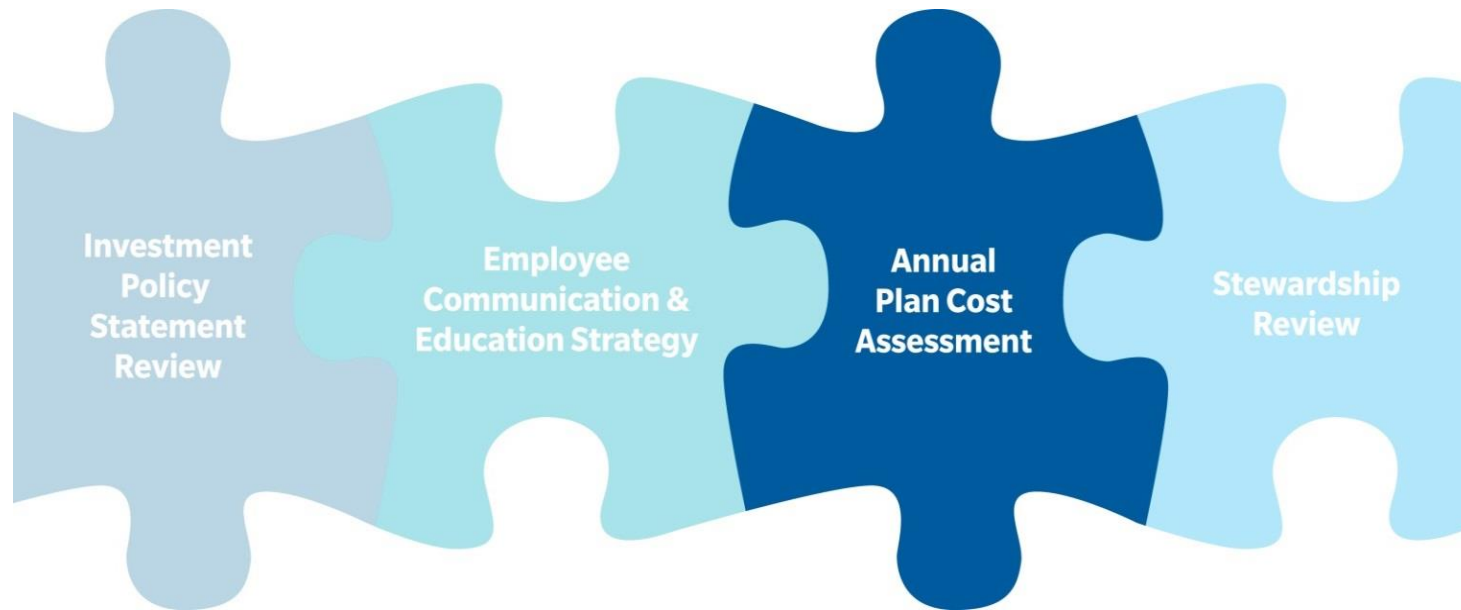 Investment
Policy
Statement
Review
Employee
Communication &
Education Strategy
Annual
Plan Cost
Assessment
Stewardship
Review